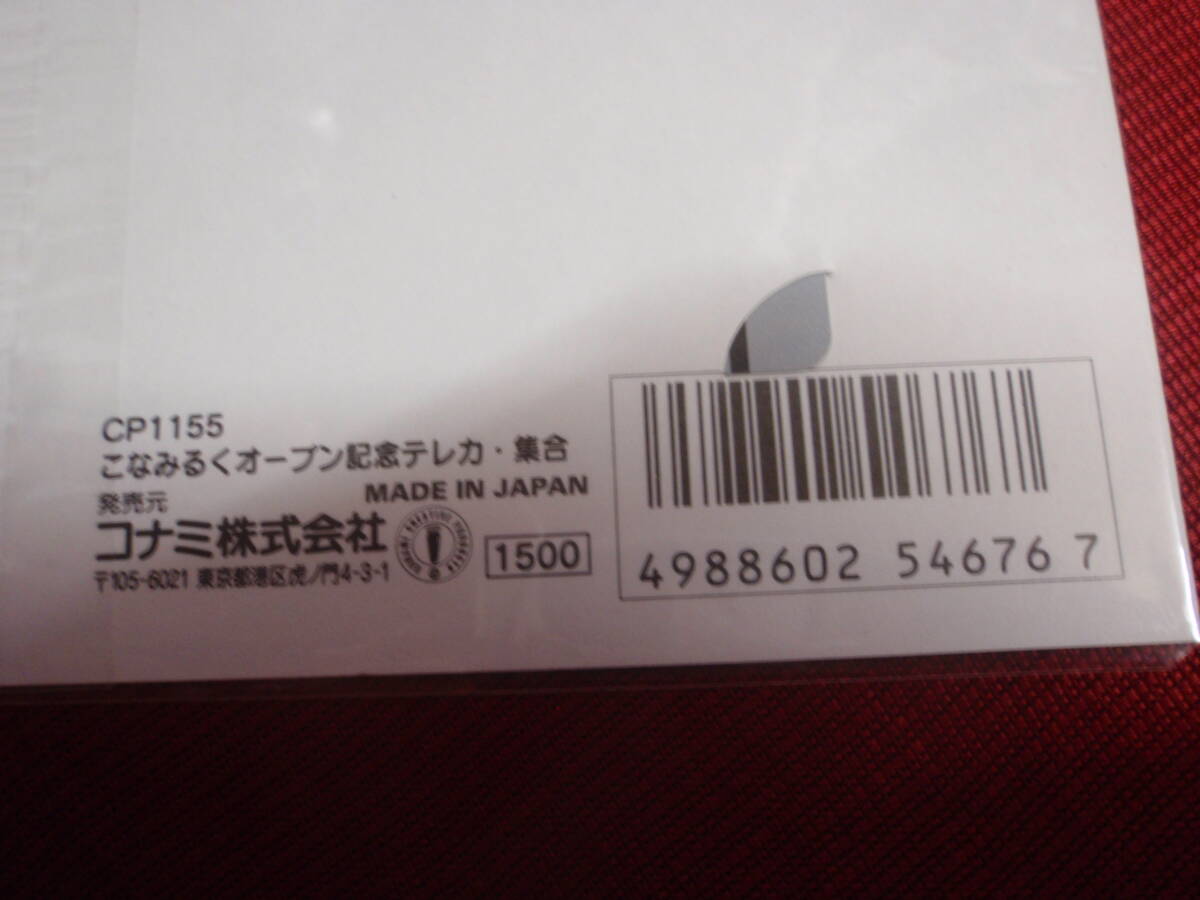 CP1155
こなみるくオープン記念テレカ・集合
発売元 MADE IN JAPAN
コナミ株式会社
〒105-6021 東京都港区虎ノ門4-3-1
1500
4988602 546767